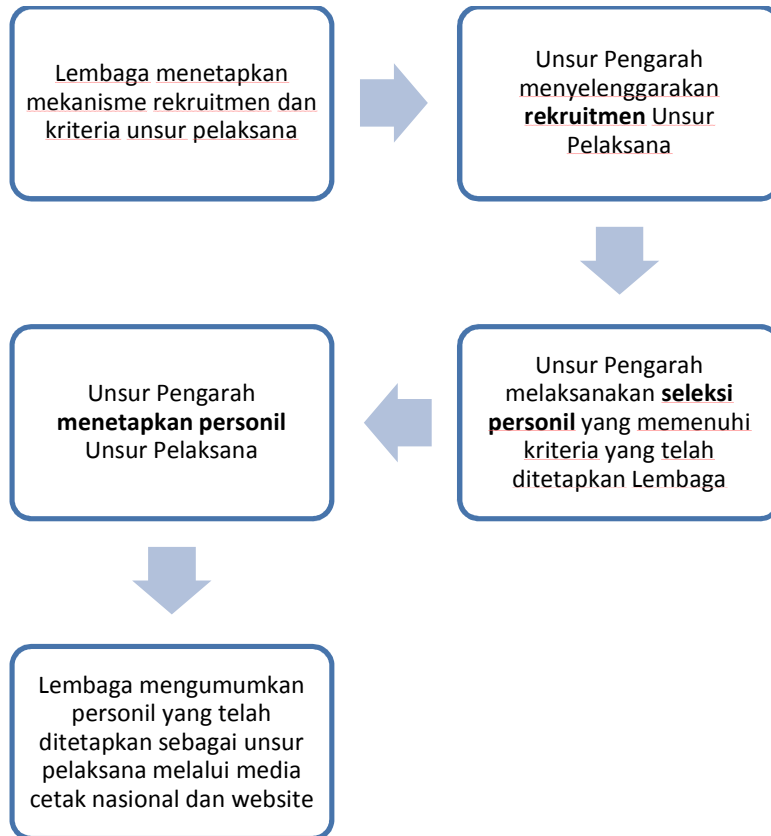 Lembaga menetapkan
mekanisme rekruitmen dan
kriteria unsur pelaksana
Unsur Pengarah
menyelenggarakan
rekruitmen Unsur
Pelaksana
Unsur Pengarah
melaksanakan seleksi
personil yang memenuhi
kriteria yang telah
ditetapkan Lembaga
Unsur Pengarah
menetapkan personil
Unsur Pelaksana
Lembaga mengumumkan
personil yang telah
ditetapkan sebagai unsur
pelaksana melalui media
cetak nasional dan website